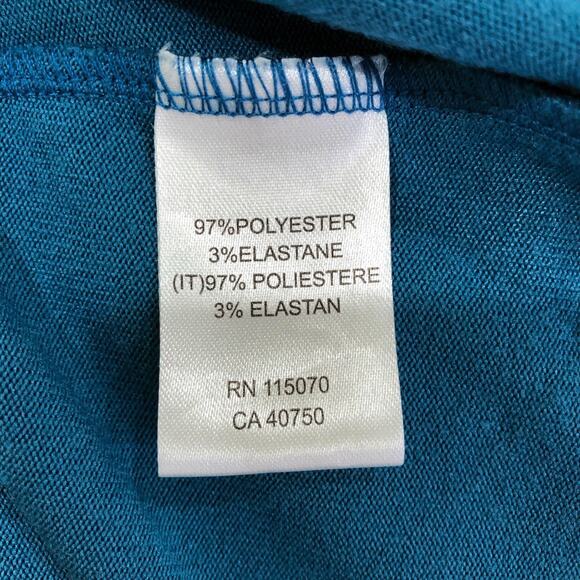 97%POLYESTER
3%ELASTANE
(IT)97% POLIESTERE
3% ELASTAN
RN 115070
CA 40750